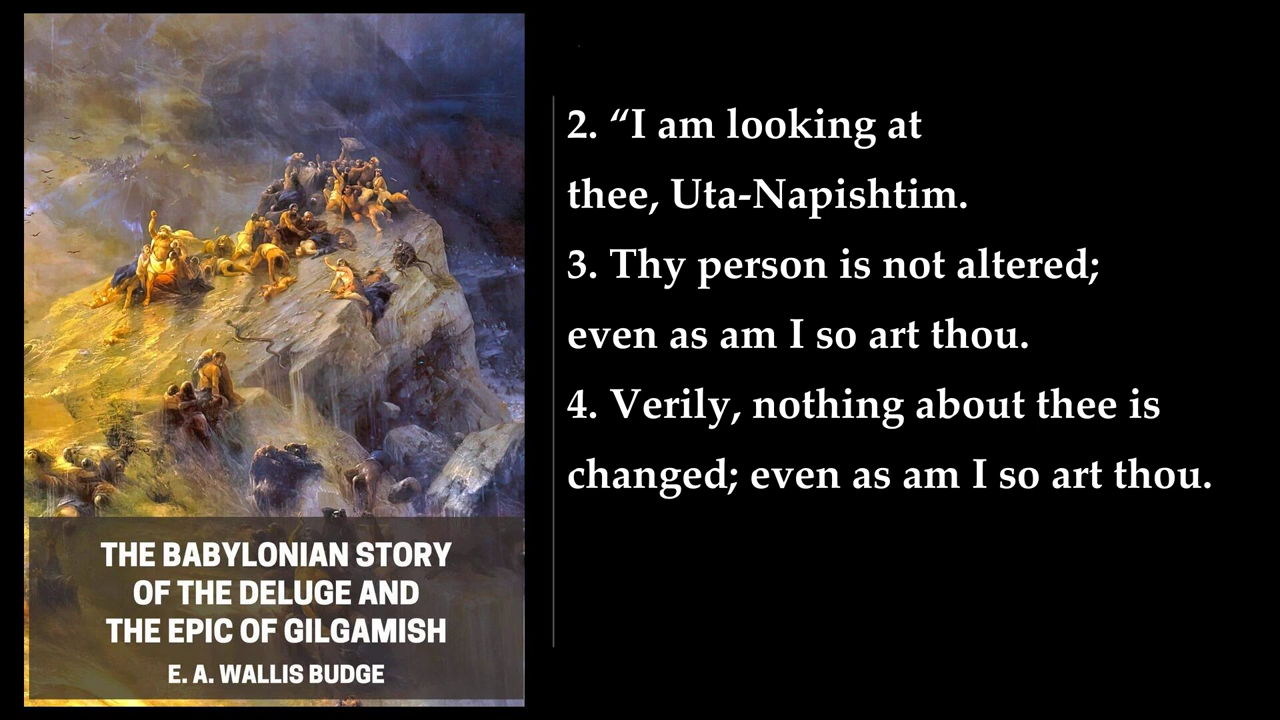 2. “I am looking at
thee, Uta-Napishtim.
3. Thy person is not altered;
even as am I so art thou.
4. Verily, nothing about thee is
changed; even as am I so art thou.
THE BABYLONIAN STORY
OF THE DELUGE AND
THE EPIC OF GILGAMISH
E. A. WALLIS BUDGE